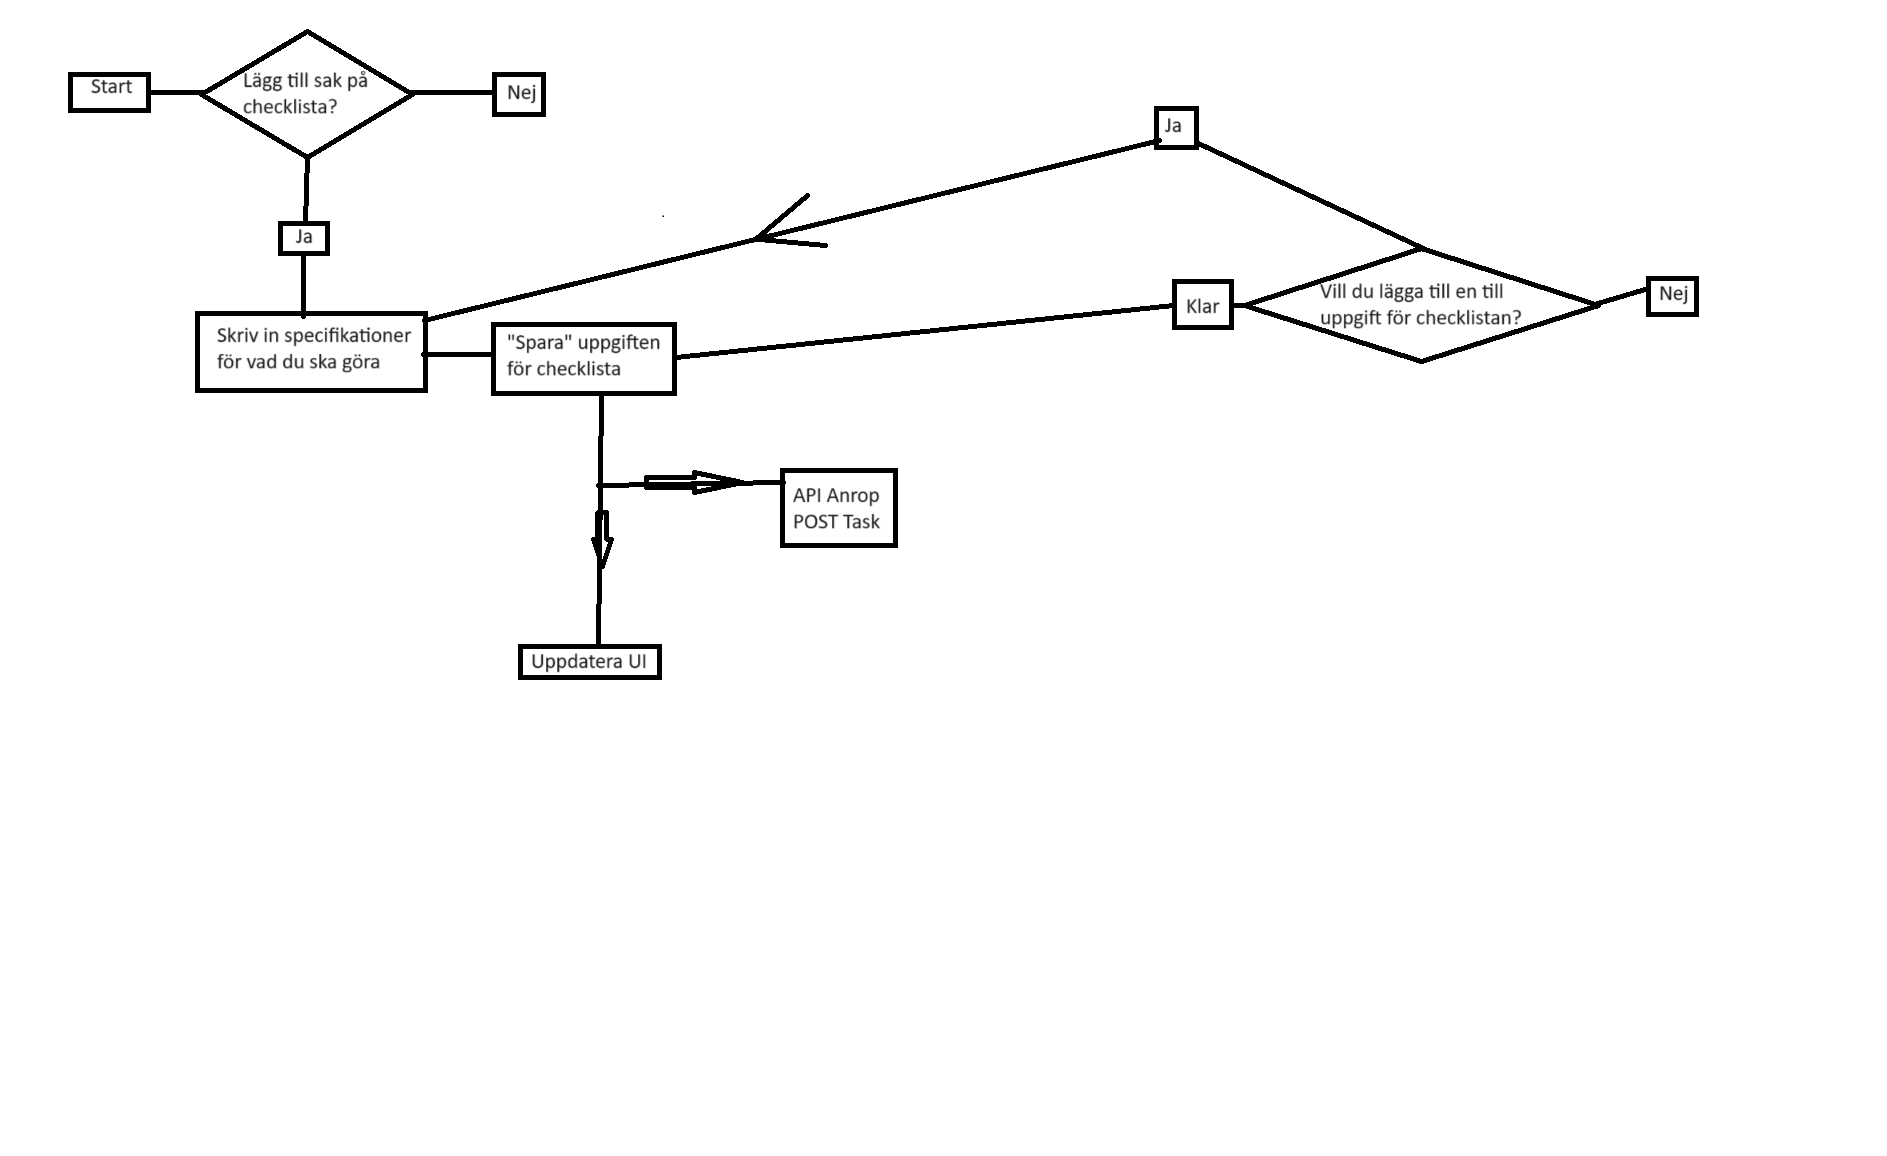 Start
Lägg till sak på
checklista?
Nej
Ja
Skriv in specifikationer
för vad du ska göra
"Spara" uppgiften
för checklista
API Anrop
POST Task
Uppdatera UI
Klar
Vill du lägga till en till
uppgift för checklistan?
Ja
Nej